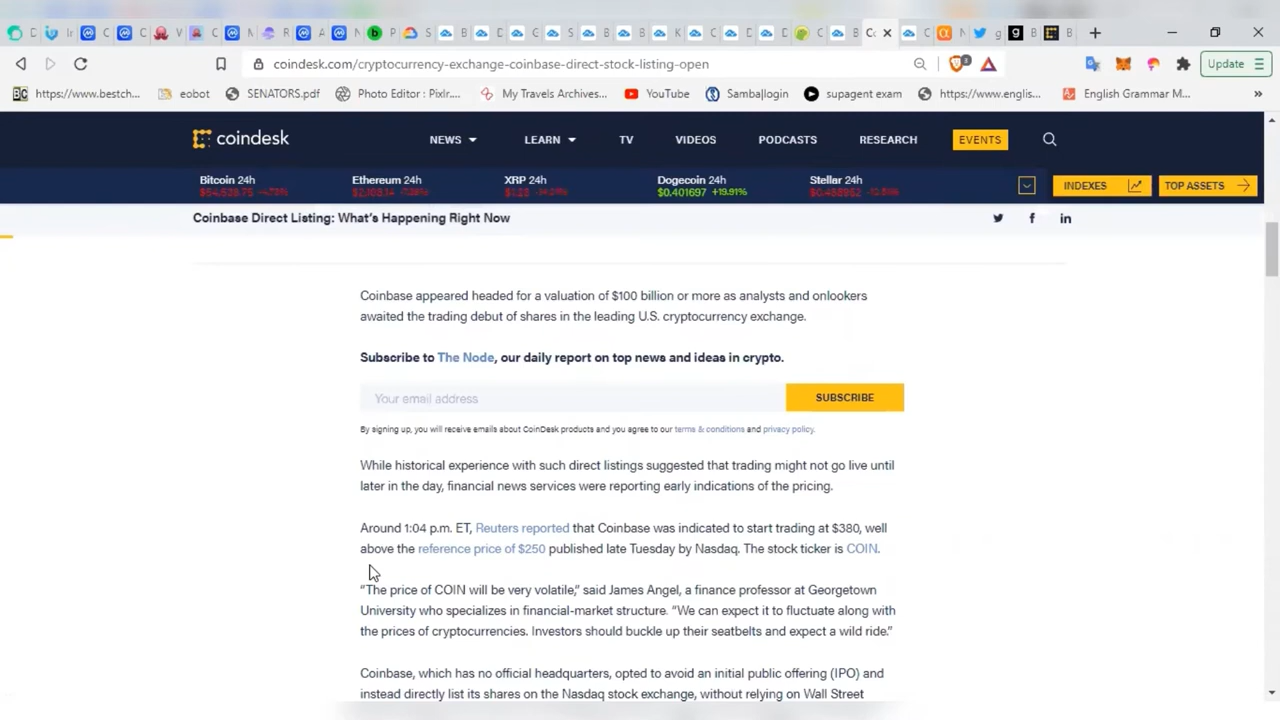 coindesk.com/cryptocurrency-exchange-coinbase-direct-stock-listing-open
Update
https://www.bestch...
eobot
SENATORS.pdf
Photo Editor : Pixlr....
My Travels Archives...
YouTube
Samba|login
supagent exam
https://www.englis...
English Grammar M...
coindesk
NEWS
LEARN
TV
VIDEOS
PODCASTS
RESEARCH
EVENTS
Bitcoin 24h
Ethereum 24h
XRP 24h
Dogecoin 24h
$0.401697 +19.91%
Stellar 24h
INDEXES
TOP ASSETS
Coinbase Direct Listing: What's Happening Right Now
Coinbase appeared headed for a valuation of $100 billion or more as analysts and onlookers
awaited the trading debut of shares in the leading U.S. cryptocurrency exchange.
Subscribe to The Node, our daily report on top news and ideas in crypto.
Your email address
SUBSCRIBE
By signing up, you will receive emails about CoinDesk products and you agree to our terms & conditions and privacy policy.
While historical experience with such direct listings suggested that trading might not go live until
later in the day, financial news services were reporting early indications of the pricing.
Around 1:04 p.m. ET, Reuters reported that Coinbase was indicated to start trading at $380, well
above the reference price of $250 published late Tuesday by Nasdaq. The stock ticker is COIN.
“The price of COIN will be very volatile,” said James Angel, a finance professor at Georgetown
University who specializes in financial-market structure. “We can expect it to fluctuate along with
the prices of cryptocurrencies. Investors should buckle up their seatbelts and expect a wild ride.”
Coinbase, which has no official headquarters, opted to avoid an initial public offering (IPO) and
instead directly list its shares on the Nasdaq stock exchange, without relying on Wall Street